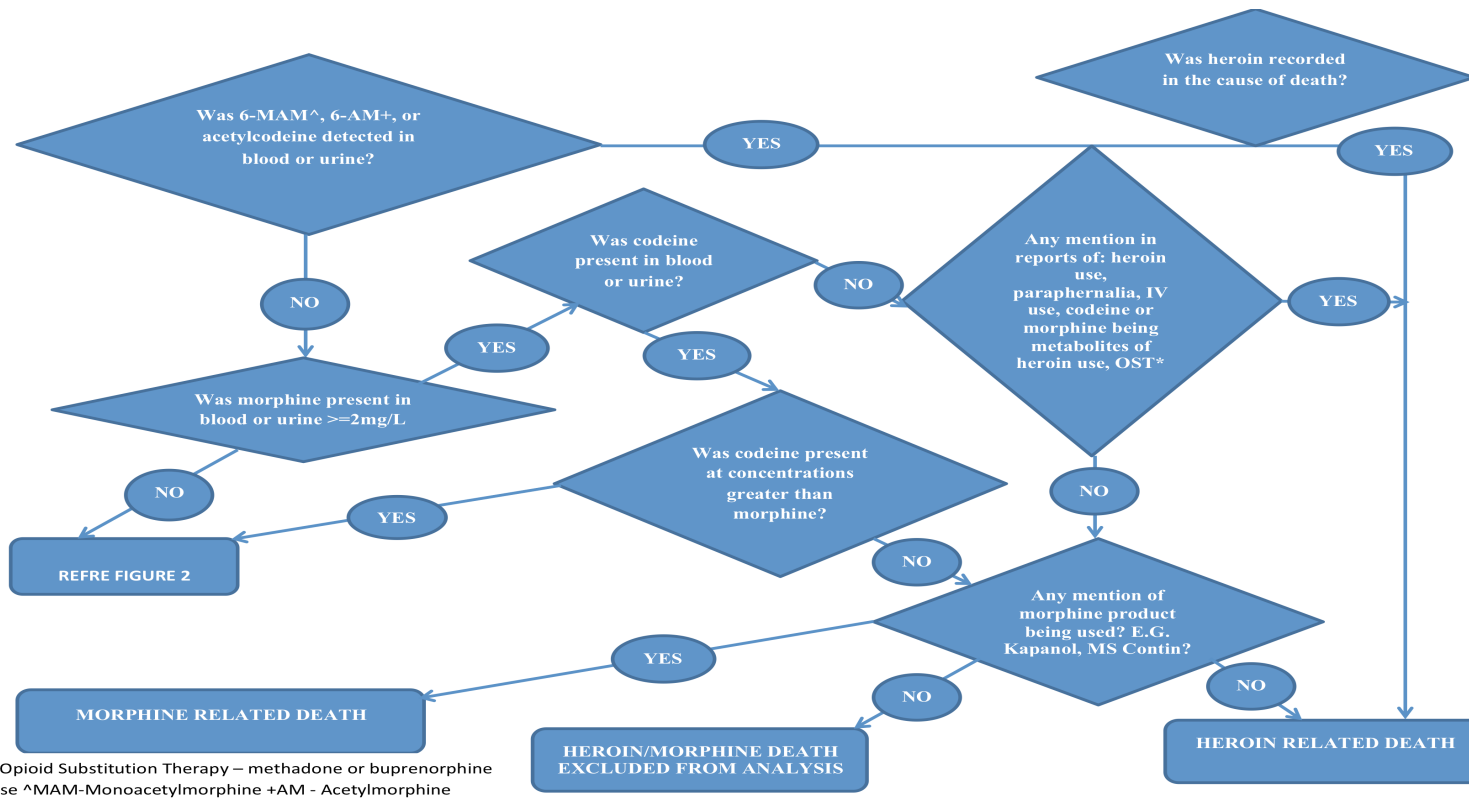 Was heroin recorded
in the cause of death?
Was 6-MAM^, 6-AM+, or
acetylcodeine detected in
blood or urine?
YES
YES
NO
Was codeine
present in blood
or urine?
NO
Any mention in
reports of: heroin
use,
paraphernalia, IV
use, codeine or
morphine being
metabolites of
heroin use, OST*
YES
YES
YES
Was morphine present in
blood or urine >=2mg/L
NO
YES
Was codeine present
at concentrations
greater than
morphine?
NO
NO
REFRE FIGURE 2
Any mention of
morphine product
being used? E.G.
Kapanol, MS Contin?
YES
NO
NO
MORPHINE RELATED DEATH
HEROIN/MORPHINE DEATH
EXCLUDED FROM ANALYSIS
HEROIN RELATED DEATH
Opioid Substitution Therapy – methadone or buprenorphine
se ^MAM-Monoacetylmorphine +AM - Acetylmorphine